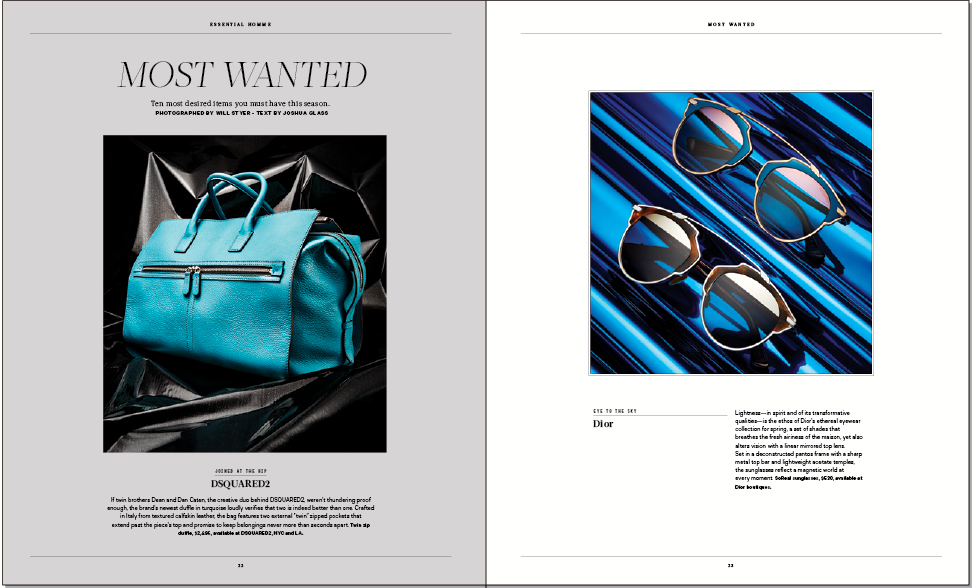 ESSENTIAL HOMME
MOST WANTED
Ten most desired items you must have this season.
PHOTOGRAPHED BY WILL STYER - TEXT BY JOSHUA GLASS
JOINED AT THE HIP
DSQUARED2
If twin brothers Dean and Dan Caten, the creative duo behind DSQUARED2, weren't thundering proof
enough, the brand's newest duffle in turquoise loudly verifies that two is indeed better than one. Crafted
in Italy from textured calfskin leather, the bag features two external "twin" zipped pockets that
extend past the piece's top and promise to keep belongings never more than seconds apart. Twin zip
duffle, $2,695, available at DSQUARED2, NYC and LA.
MOST WANTED
EYE TO THE SKY
Dior
Lightness—in spirit and of its transformative
qualities—is the ethos of Dior's ethereal eyewear
collection for spring, a set of shades that
breathes the fresh airiness of the maison, yet also
alters vision with a linear mirrored top lens.
Set in a deconstructed pantos frame with a sharp
metal top bar and lightweight acetate temples,
the sunglasses reflect a magnetic world at
every moment. SoReal sunglasses, $530, available at
Dior boutiques.